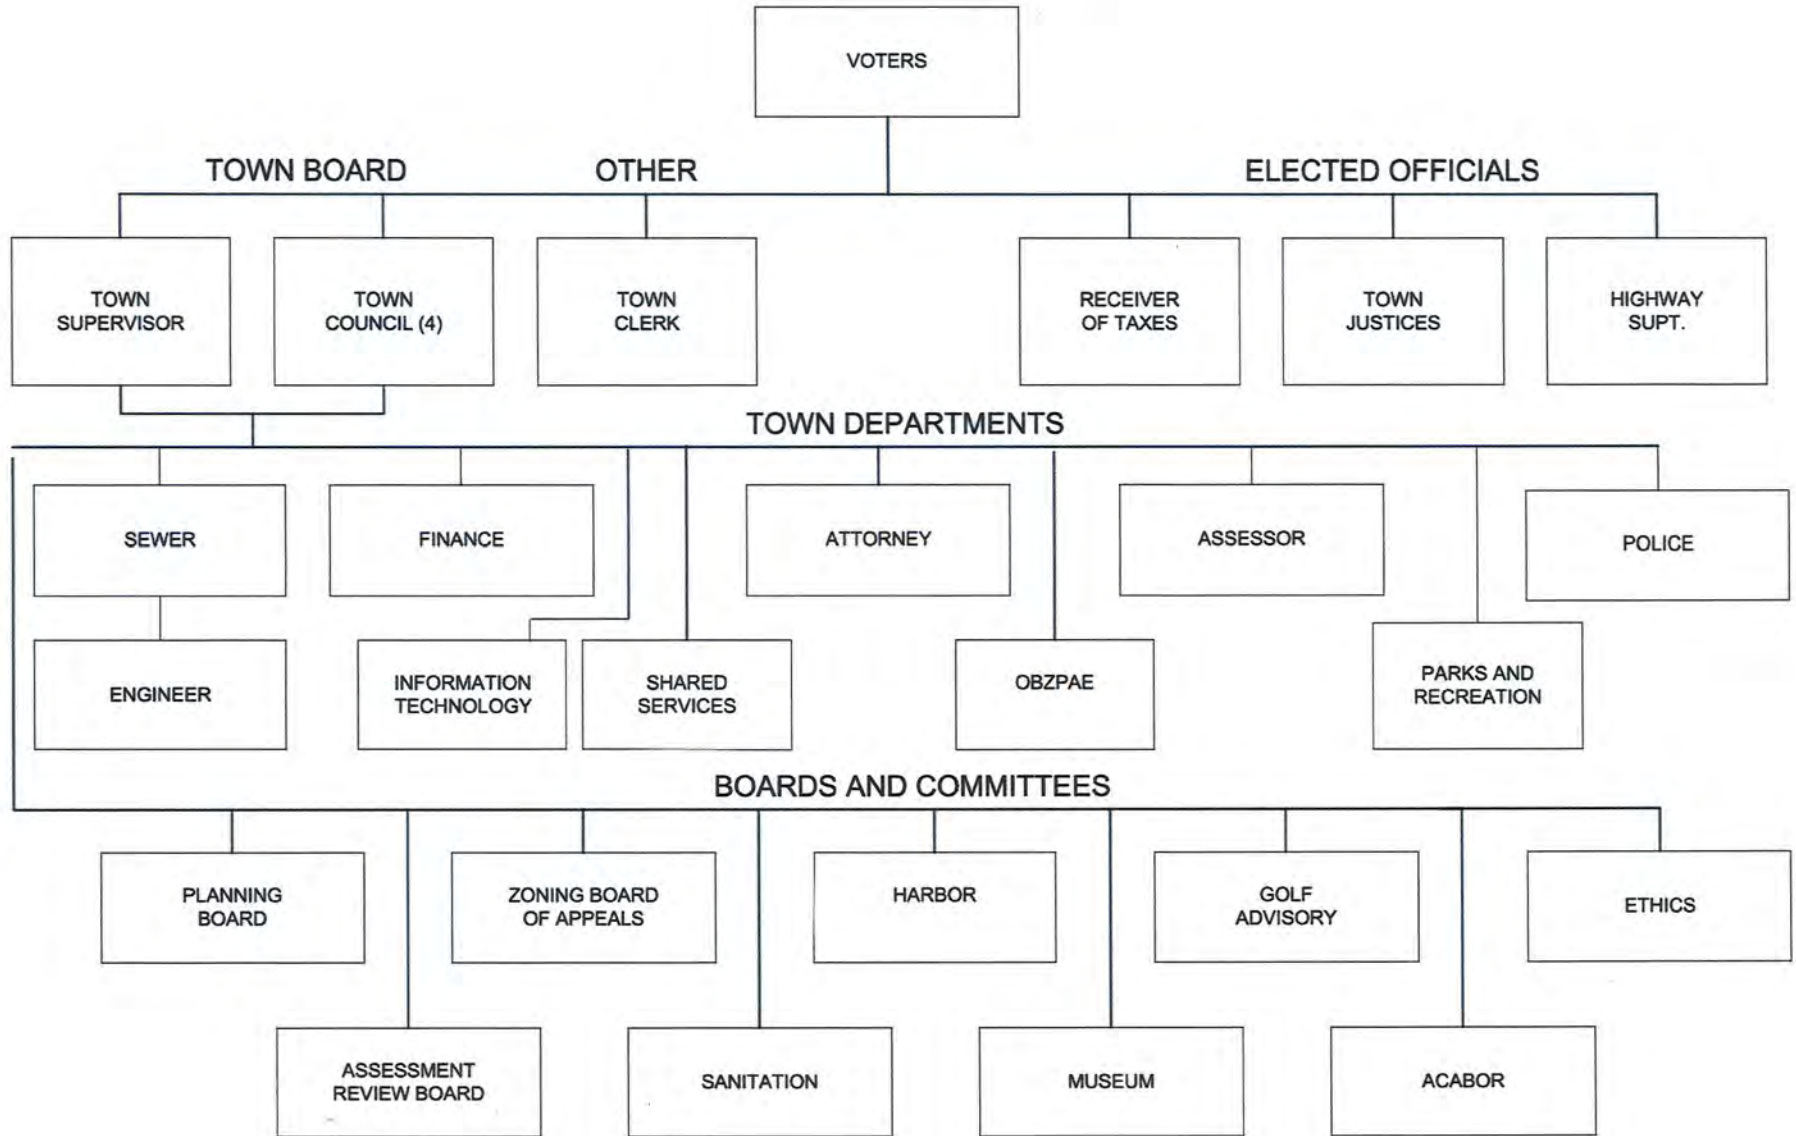 VOTERS
TOWN BOARD
OTHER
ELECTED OFFICIALS
TOWN
SUPERVISOR
TOWN
COUNCIL (4)
TOWN
CLERK
RECEIVER
OF TAXES
TOWN
JUSTICES
HIGHWAY
SUPT.
TOWN DEPARTMENTS
SEWER
FINANCE
ATTORNEY
ASSESSOR
POLICE
ENGINEER
INFORMATION
TECHNOLOGY
SHARED
SERVICES
OBZPAE
PARKS AND
RECREATION
BOARDS AND COMMITTEES
PLANNING
BOARD
ZONING BOARD
OF APPEALS
HARBOR
GOLF
ADVISORY
ETHICS
ASSESSMENT
REVIEW BOARD
SANITATION
MUSEUM
ACABOR